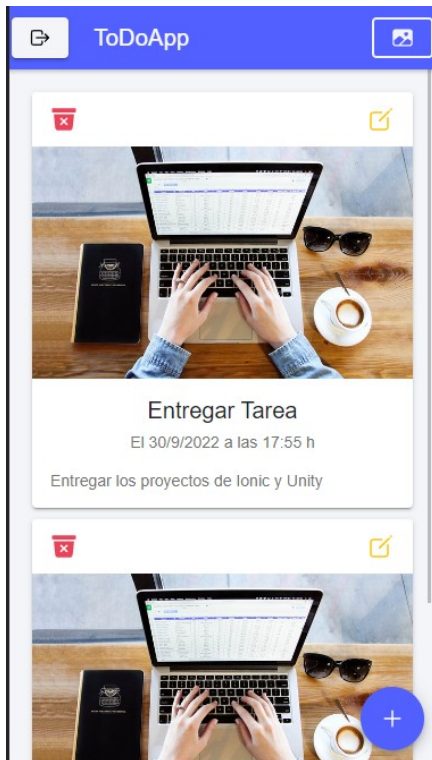 ToDoApp
Entregar Tarea
El 30/9/2022 a las 17:55 h
Entregar los proyectos de Ionic y Unity